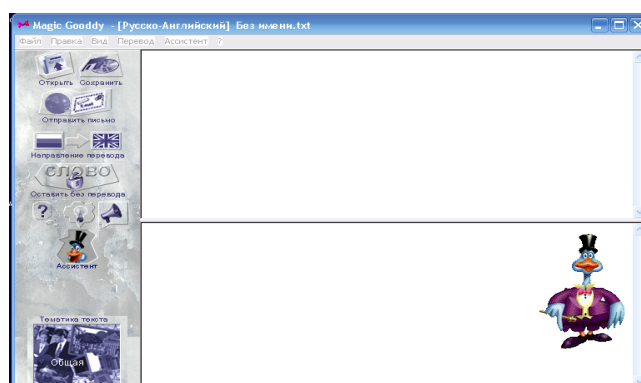 Magic Gooddy - [Русско-Английский] Без имени.txt
Файл Правка Вид Перевод Ассистент ?
Открыть Сохранить
Отправить письмо
Направление перевода
СЛОВО
Оставить без перевода
?
Ассистент
Тематика текста
Общая